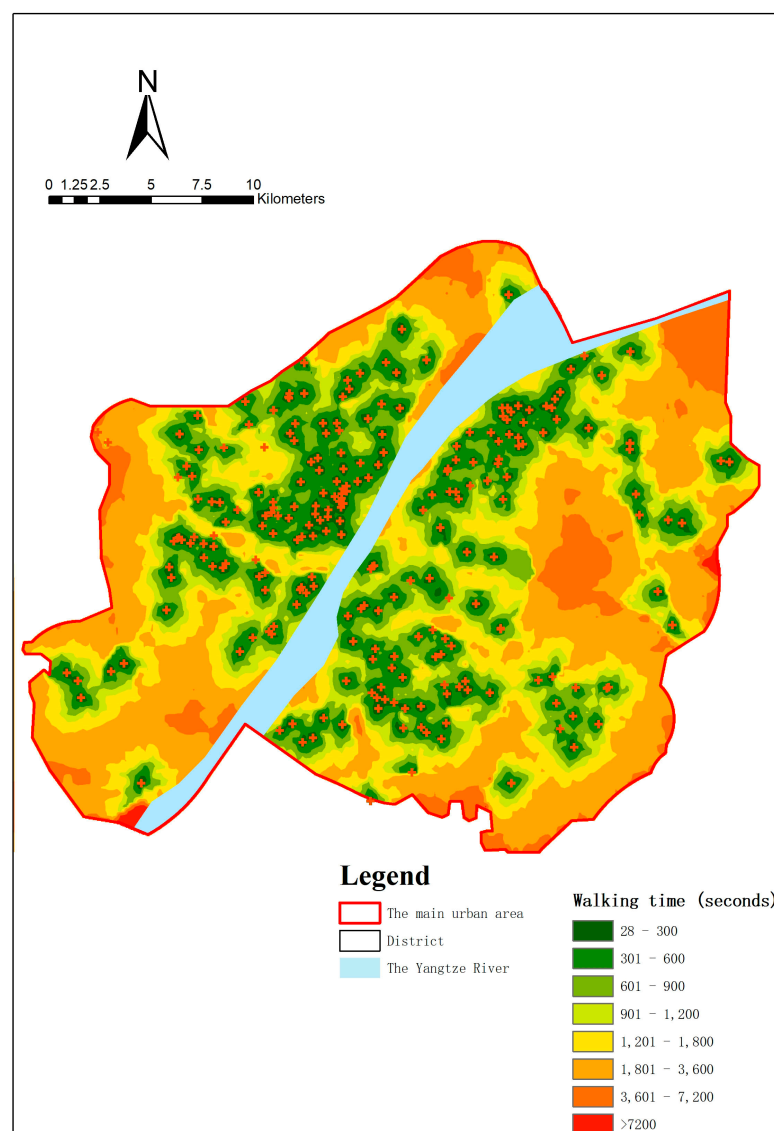 N
0 1.25 2.5 5 7.5 10
Kilometers
Legend
The main urban area
District
The Yangtze River
Walking time (seconds)
28 - 300
301 - 600
601 - 900
901 - 1,200
1,201 - 1,800
1,801 - 3,600
3,601 - 7,200
>7200